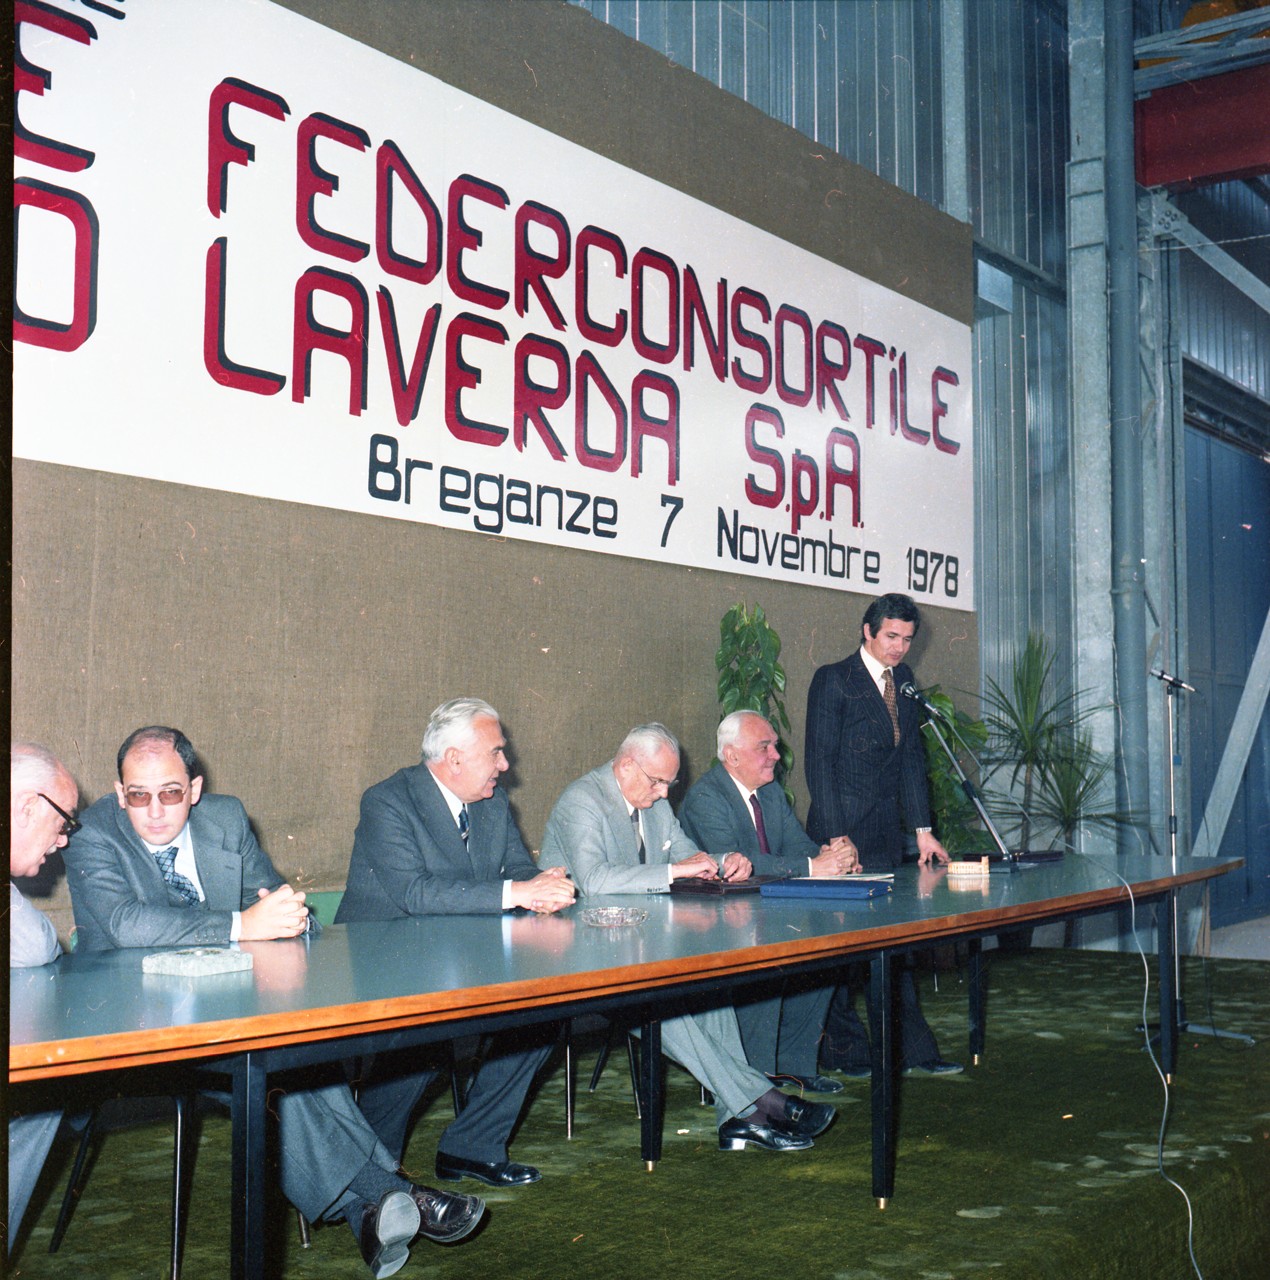 E FEDERCONSORTILE
O LAVERDA S.p.A.
Breganze 7 Novembre 1978